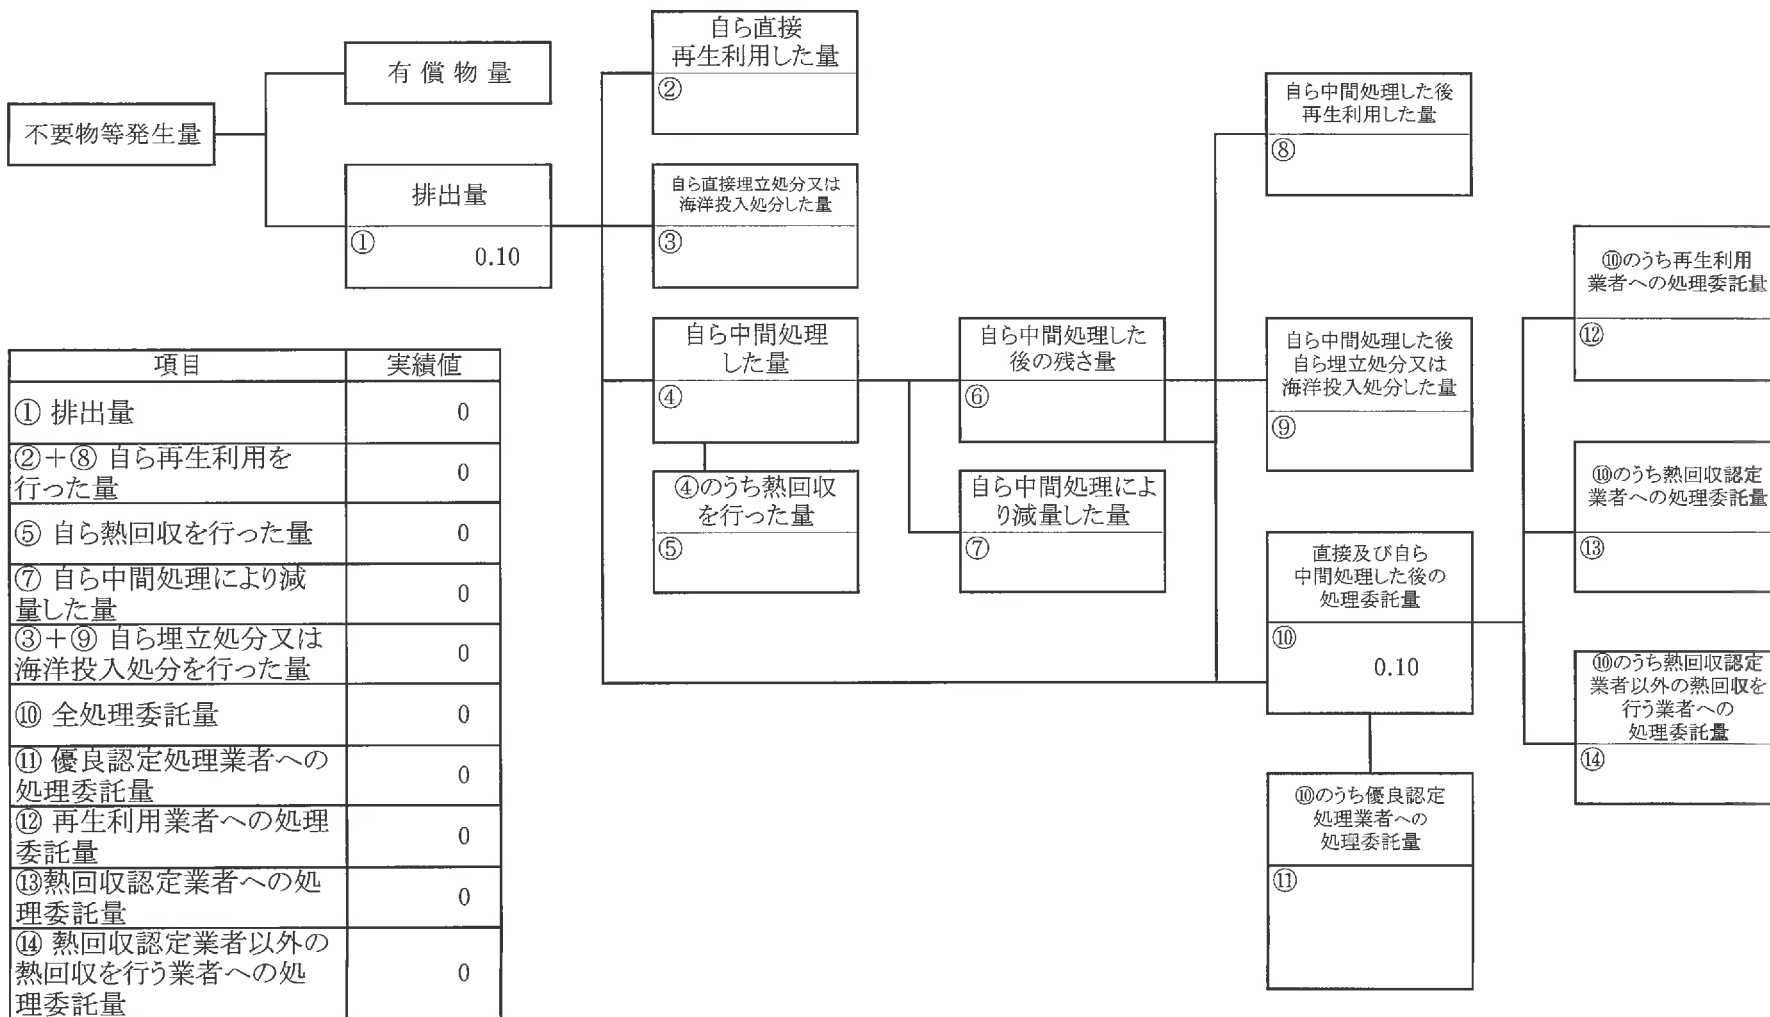 不要物等発生量
有償物量
排出量
①
0.10
自ら直接
再生利用した量
②
自ら直接埋立処分又は
海洋投入処分した量
③
自ら中間処理
した量
④
④のうち熱回収
を行った量
⑤
自ら中間処理した
後の残さ量
⑥
自ら中間処理によ
り減量した量
⑦
自ら中間処理した後
再生利用した量
⑧
自ら中間処理した後
自ら埋立処分又は
海洋投入処分した量
⑨
直接及び自ら
中間処理した後の
処理委託量
⑩
0.10
⑩のうち優良認定
処理業者への
処理委託量
⑪
⑩のうち再生利用
業者への処理委託量
⑫
⑩のうち熱回収認定
業者への処理委託量
⑬
⑩のうち熱回収認定
業者以外の熱回収を
行う業者への
処理委託量
⑭
項目 実績値
① 排出量 0
②＋⑧ 自ら再生利用を
行った量 0
⑤ 自ら熱回収を行った量 0
⑦ 自ら中間処理により減
量した量 0
③＋⑨ 自ら埋立処分又は
海洋投入処分を行った量 0
⑩ 全処理委託量 0
⑪ 優良認定処理業者への
処理委託量 0
⑫ 再生利用業者への処理
委託量 0
⑬熱回収認定業者への処
理委託量 0
⑭ 熱回収認定業者以外の
熱回収を行う業者への処 0
理委託量